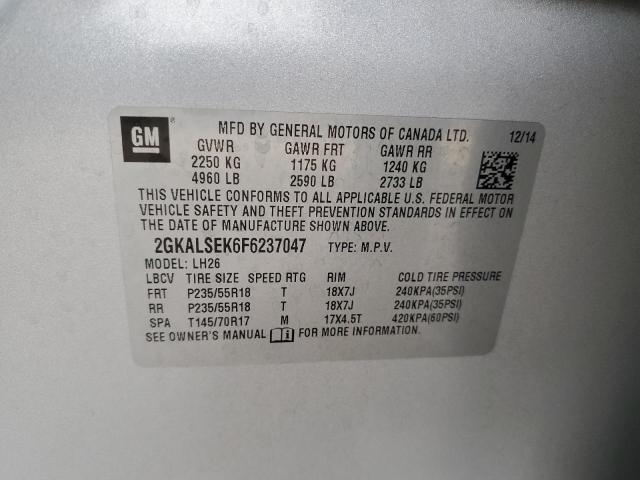 GM ® MFD BY GENERAL MOTORS OF CANADA LTD. 12/14
GVWR GAWR FRT GAWR RR
2250 KG 1175 KG 1240 KG
4960 LB 2590 LB 2733 LB
THIS VEHICLE CONFORMS TO ALL APPLICABLE U.S. FEDERAL MOTOR
VEHICLE SAFETY AND THEFT PREVENTION STANDARDS IN EFFECT ON
THE DATE OF MANUFACTURE SHOWN ABOVE.
2GKALSEK6F6237047 TYPE: M.P.V.
MODEL: LH26
LBCV TIRE SIZE SPEED RTG RIM COLD TIRE PRESSURE
FRT P235/55R18 T 18X7J 240KPA(35PSI)
RR P235/55R18 T 18X7J 240KPA(35PSI)
SPA T145/70R17 M 17X4.5T 420KPA(60PSI)
SEE OWNER'S MANUAL FOR MORE INFORMATION.